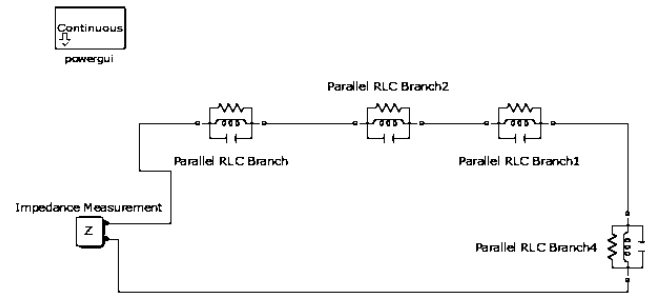 Continuous
powergui
Parallel RLC Branch2
Parallel RLC Branch
Parallel RLC Branch1
Impedance Measurement
Z
Parallel RLC Branch4